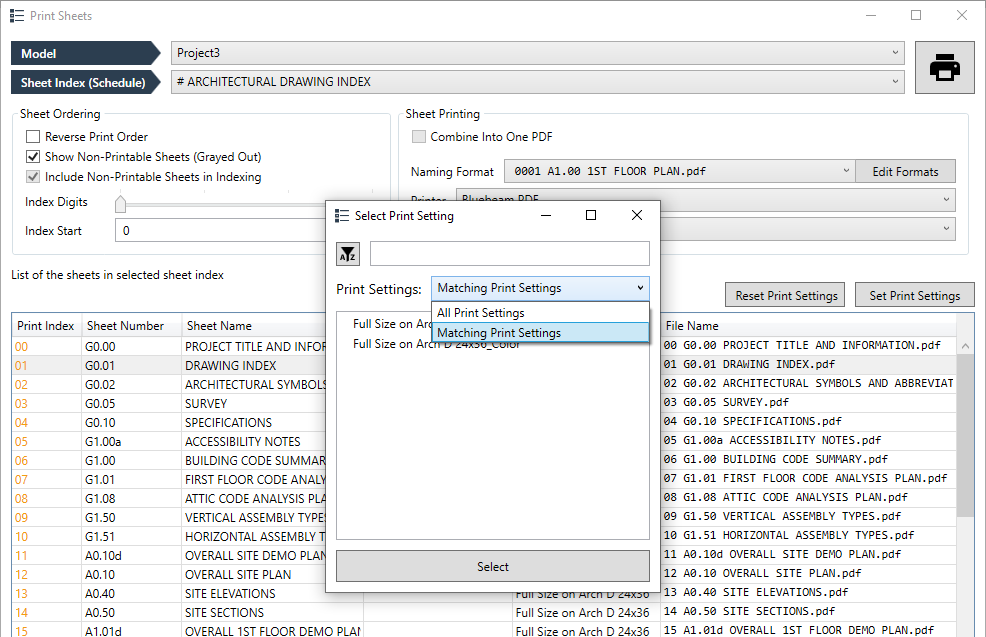 Print Sheets
Model
Project3
Sheet Index (Schedule)
# ARCHITECTURAL DRAWING INDEX
Sheet Ordering
Reverse Print Order
Show Non-Printable Sheets (Grayed Out)
Include Non-Printable Sheets in Indexing
Index Digits
Index Start
0
Sheet Printing
Combine Into One PDF
Naming Format
0001 A1.00 1ST FLOOR PLAN.pdf
Edit Formats
Printer
Bluebeam PDF
List of the sheets in selected sheet index
Reset Print Settings
Set Print Settings
Select Print Setting
Print Settings:
Matching Print Settings
All Print Settings
Matching Print Settings
Full Size on Arc
Full Size on Arch D 24x36_Color
Select
Print Index Sheet Number Sheet Name File Name
00 G0.00 PROJECT TITLE AND INFOR 00 G0.00 PROJECT TITLE AND INFORMATION.pdf
01 G0.01 DRAWING INDEX 01 G0.01 DRAWING INDEX.pdf
02 G0.02 ARCHITECTURAL SYMBOLS 02 G0.02 ARCHITECTURAL SYMBOLS AND ABBREVIAT
03 G0.05 SURVEY 03 G0.05 SURVEY.pdf
04 G0.10 SPECIFICATIONS 04 G0.10 SPECIFICATIONS.pdf
05 G1.00a ACCESSIBILITY NOTES 05 G1.00a ACCESSIBILITY NOTES.pdf
06 G1.00 BUILDING CODE SUMMAR 06 G1.00 BUILDING CODE SUMMARY.pdf
07 G1.01 FIRST FLOOR CODE ANALY 07 G1.01 FIRST FLOOR CODE ANALYSIS PLAN.pdf
08 G1.08 ATTIC CODE ANALYSIS PLA 08 G1.08 ATTIC CODE ANALYSIS PLAN.pdf
09 G1.50 VERTICAL ASSEMBLY TYPES 09 G1.50 VERTICAL ASSEMBLY TYPES.pdf
10 G1.51 HORIZONTAL ASSEMBLY T 10 G1.51 HORIZONTAL ASSEMBLY TYPES.pdf
11 A0.10d OVERALL SITE DEMO PLAN 11 A0.10d OVERALL SITE DEMO PLAN.pdf
12 A0.10 OVERALL SITE PLAN 12 A0.10 OVERALL SITE PLAN.pdf
13 A0.40 SITE ELEVATIONS Full Size on Arch D 24x36 13 A0.40 SITE ELEVATIONS.pdf
14 A0.50 SITE SECTIONS Full Size on Arch D 24x36 14 A0.50 SITE SECTIONS.pdf
15 A1.01d OVERALL 1ST FLOOR DEMO PLAN Full Size on Arch D 24x36 15 A1.01d OVERALL 1ST FLOOR DEMO PLAN.pdf